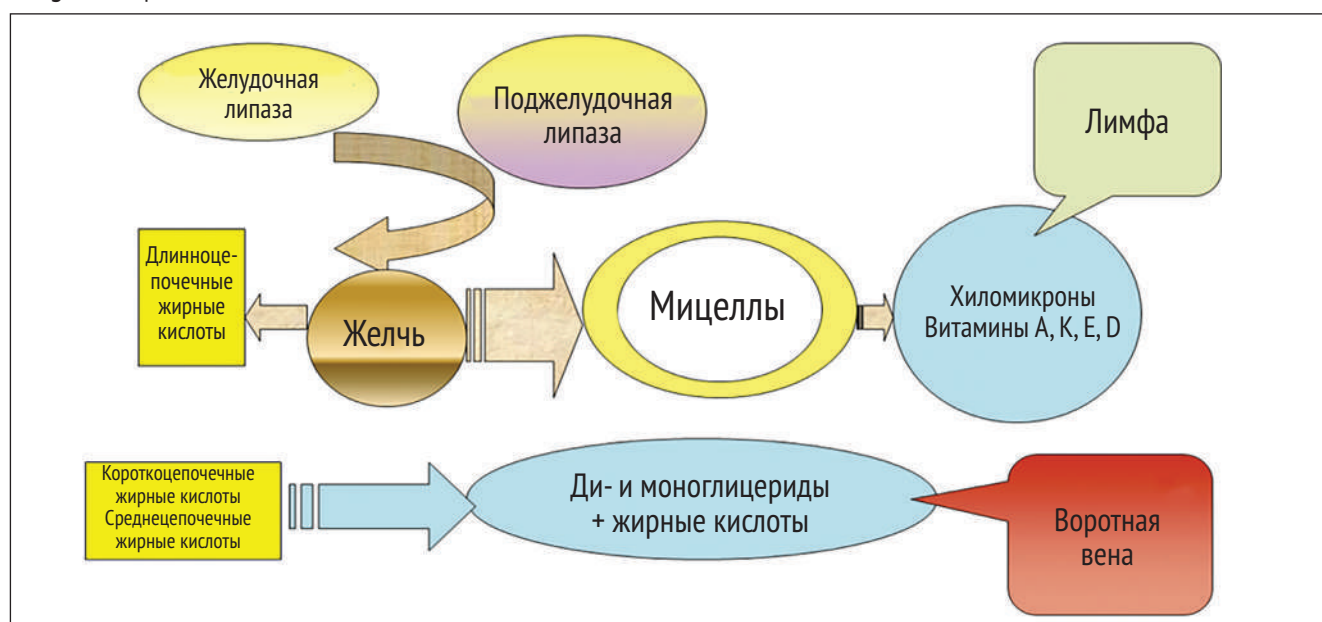 Желудочная
липаза
Поджелудочная
липаза
Лимфа
Длинноце-
почечные
жирные
кислоты
Желчь
Мицеллы
Хиломикроны
Витамины A, K, E, D
Короткоцепочечные
жирные кислоты
Среднецепочечные
жирные кислоты
Ди- и моноглицериды
+ жирные кислоты
Воротная
вена